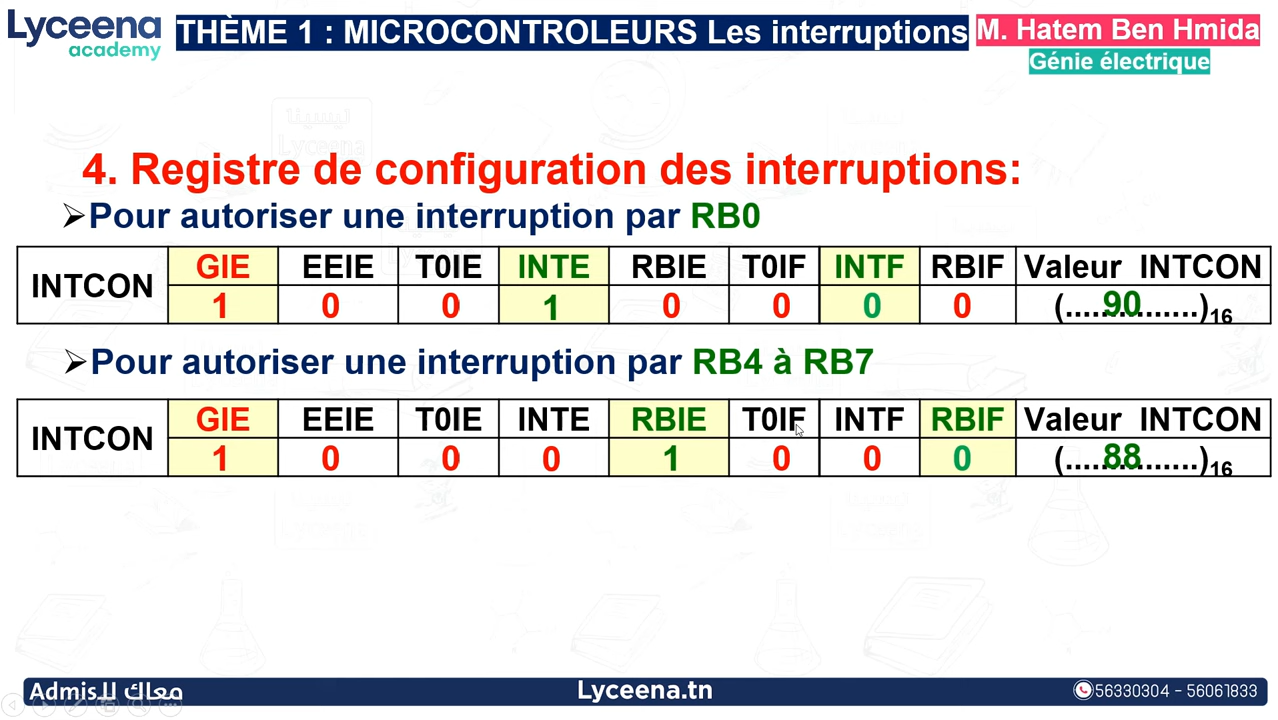 Lyceena
academy
THÈME 1 : MICROCONTROLEURS Les interruptions
M. Hatem Ben Hmida
Génie électrique
4. Registre de configuration des interruptions:
➢Pour autoriser une interruption par RB0
INTCON GIE EEIE T0IE INTE RBIE T0IF INTF RBIF Valeur INTCON
1 0 0 1 0 0 0 0 (.....90.........)16
➢Pour autoriser une interruption par RB4 à RB7
INTCON GIE EEIE T0IE INTE RBIE T0IF INTF RBIF Valeur INTCON
1 0 0 0 1 0 0 0 (.....88.........)16
معاك للـ Admis
Lyceena.tn
56330304 - 56061833